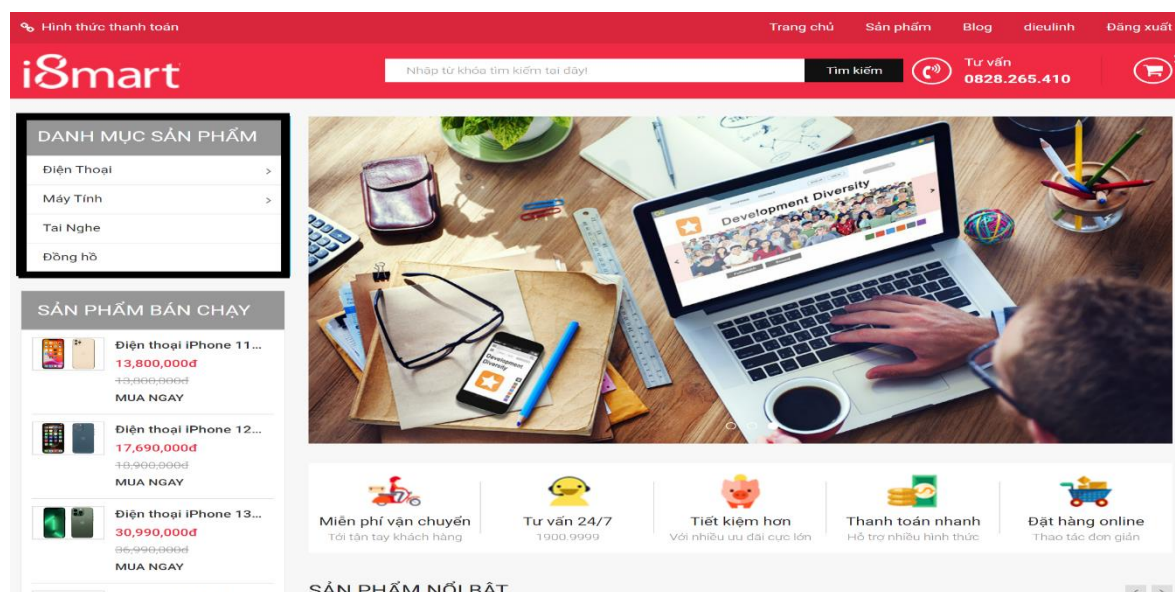 Hình thức thanh toán
Trang chủ Sản phẩm Blog dieulinh Đăng xuất
ismart
Nhập từ khóa tìm kiếm tại đây!
Tìm kiếm
Tư vấn
0828.265.410
DANH MỤC SẢN PHẨM
Điện Thoại >
Máy Tính >
Tai Nghe
Đồng hồ
SẢN PHẨM BÁN CHẠY
Điện thoại iPhone 11...
13,800,000đ
MUA NGAY
Điện thoại iPhone 12...
17,690,000đ
18,900,000đ
MUA NGAY
Điện thoại iPhone 13...
30,990,000đ
36,990,000đ
MUA NGAY
Development Diversity
Development
Diversity
Miễn phí vận chuyển
Tới tận tay khách hàng
Tư vấn 24/7
1900.9999
Tiết kiệm hơn
Với nhiều ưu đãi cực lớn
Thanh toán nhanh
Hỗ trợ nhiều hình thức
Đặt hàng online
Thao tác đơn giản
SẢN PHẨM NỔI BẬT